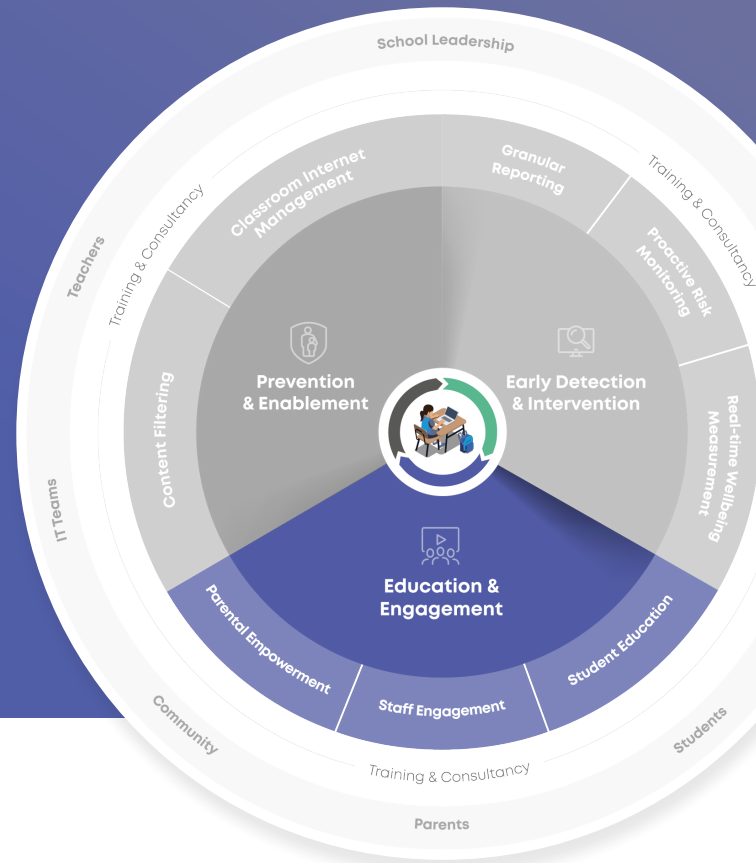 School Leadership
Teachers
IT Teams
Community
Parents
Students
Training & Consultancy
Training & Consultancy
Training & Consultancy
Classroom Internet
Management
Content Filtering
Granular
Reporting
Proactive Risk
Monitoring
Real-time Wellbeing
Measurement
Prevention
& Enablement
Early Detection
& Intervention
Education &
Engagement
Parental Empowerment
Staff Engagement
Student Education